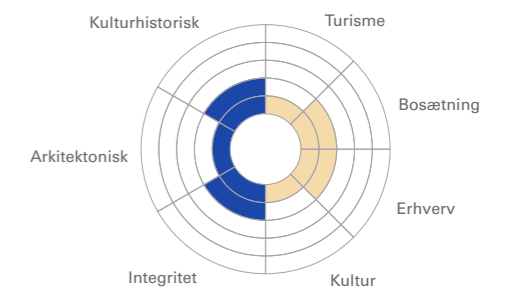 Kulturhistorisk
Turisme
Bosætning
Arkitektonisk
Erhverv
Integritet
Kultur